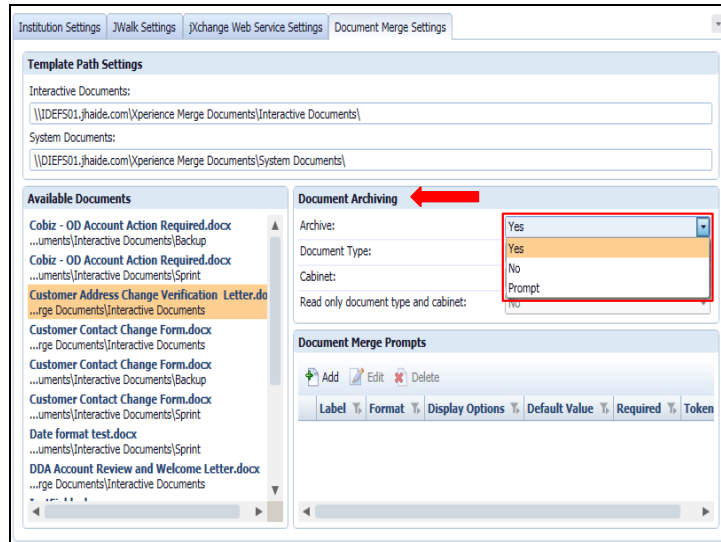 Institution Settings JWalk Settings jXchange Web Service Settings Document Merge Settings
Template Path Settings
Interactive Documents:
\\IDEFS01.jhaide.com\Xperience Merge Documents\Interactive Documents\
System Documents:
\\DIEFS01.jhaide.com\Xperience Merge Documents\System Documents\
Available Documents
Cobiz - OD Account Action Required.docx
...uments\Interactive Documents\Backup
Cobiz - OD Account Action Required.docx
...uments\Interactive Documents\Sprint
Customer Address Change Verification Letter.do
...rge Documents\Interactive Documents
Customer Contact Change Form.docx
...rge Documents\Interactive Documents
Customer Contact Change Form.docx
...uments\Interactive Documents\Backup
Customer Contact Change Form.docx
...uments\Interactive Documents\Sprint
Date format test.docx
...uments\Interactive Documents\Sprint
DDA Account Review and Welcome Letter.docx
...rge Documents\Interactive Documents
Document Archiving
Archive: Yes
Yes
Document Type:
No
Cabinet:
Prompt
Read only document type and cabinet: No
Document Merge Prompts
Add Edit Delete
Label Format Display Options Default Value Required Token